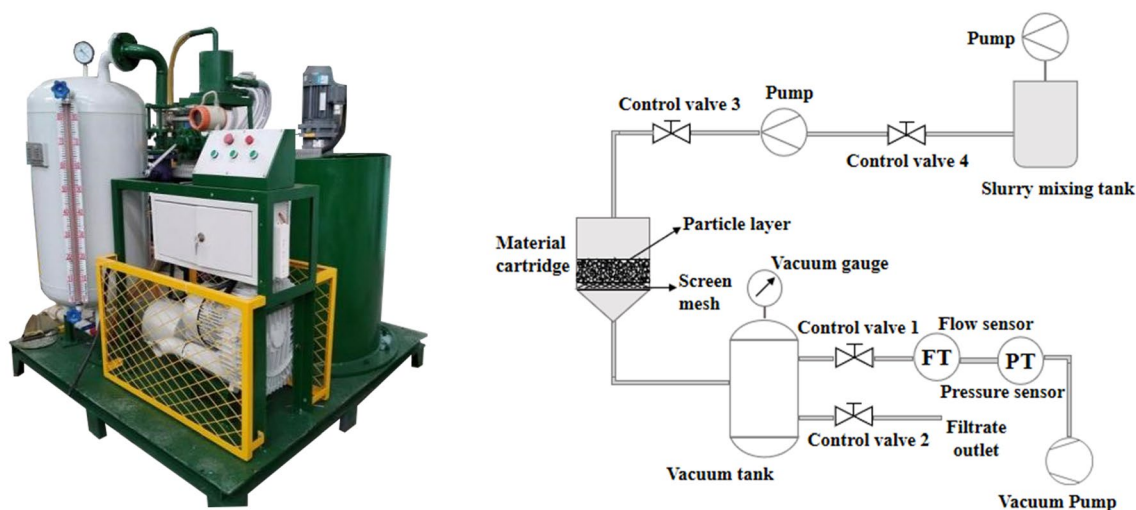 Pump
Control valve 3
Pump
Control valve 4
Slurry mixing tank
Particle layer
Material
cartridge
Screen
mesh
Vacuum gauge
Control valve 1
Flow sensor
FT
PT
Pressure sensor
Control valve 2
Filtrate
outlet
Vacuum tank
Vacuum Pump